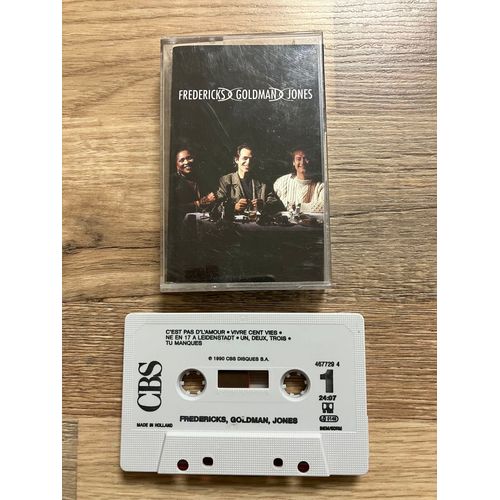 FREDERICKS GOLDMAN JONES
C'EST PAS D'L'AMOUR • VIVRE CENT VIES •
NE EN 17 A LEIDENSTADT • UN, DEUX, TROIS •
TU MANQUES
℗ 1990 CBS DISQUES S.A.
467729 4
1
24:07
CBS
MADE IN HOLLAND
FREDERICKS, GOLDMAN, JONES